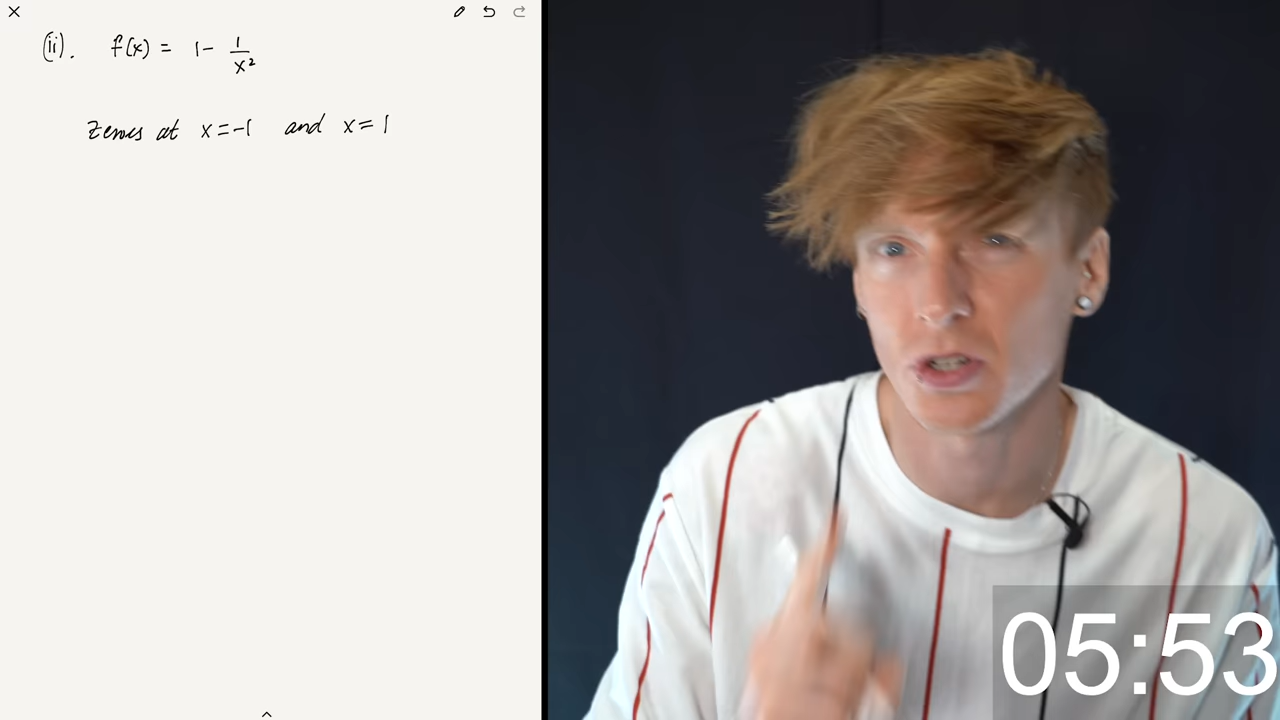 (ii). f(x) = 1 - 1/x²
Zeroes at x=-1 and x=1
05:53